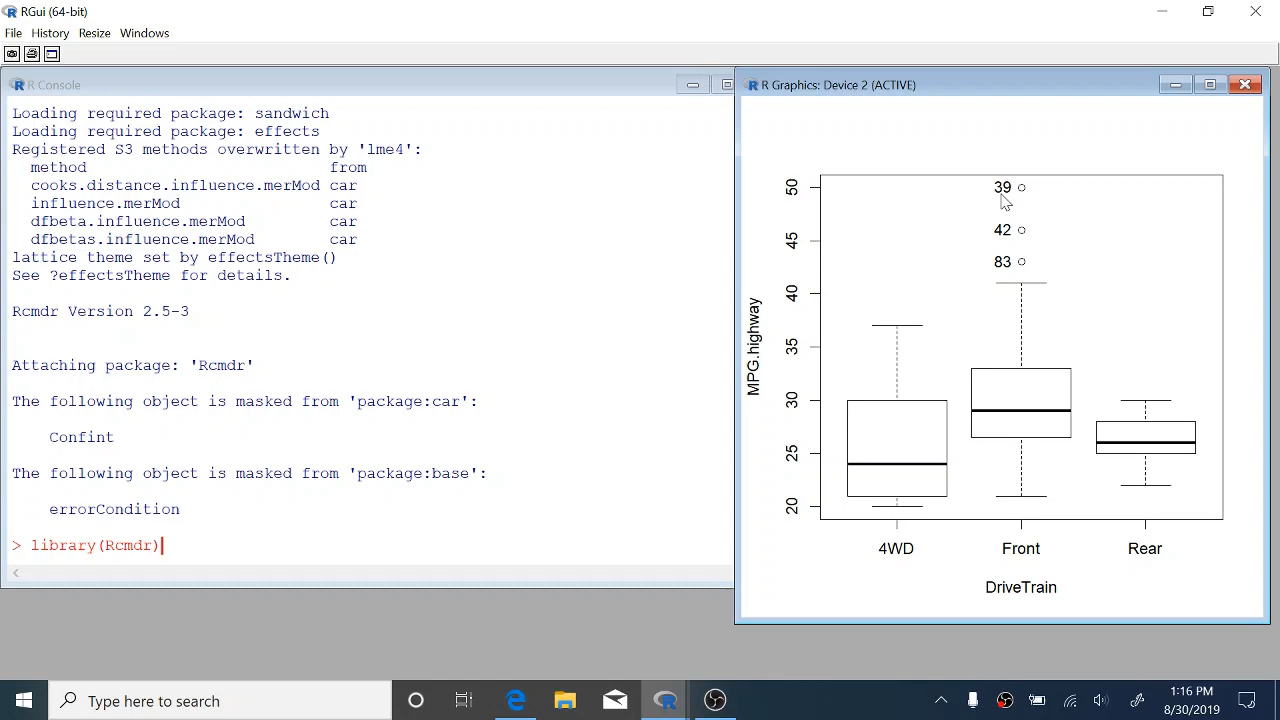 RGui (64-bit)
File History Resize Windows
R Console
Loading required package: sandwich
Loading required package: effects
Registered S3 methods overwritten by 'lme4':
method from
cooks.distance.influence.merMod car
influence.merMod car
dfbeta.influence.merMod car
dfbetas.influence.merMod car
lattice theme set by effectsTheme()
See ?effectsTheme for details.
Rcmdr Version 2.5-3
Attaching package: 'Rcmdr'
The following object is masked from 'package:car':
Confint
The following object is masked from 'package:base':
errorCondition
> library(Rcmdr)
R Graphics: Device 2 (ACTIVE)
50
45
40
35
30
25
20
MPG.highway
39
42
83
4WD Front Rear
DriveTrain
Type here to search
1:16 PM
8/30/2019